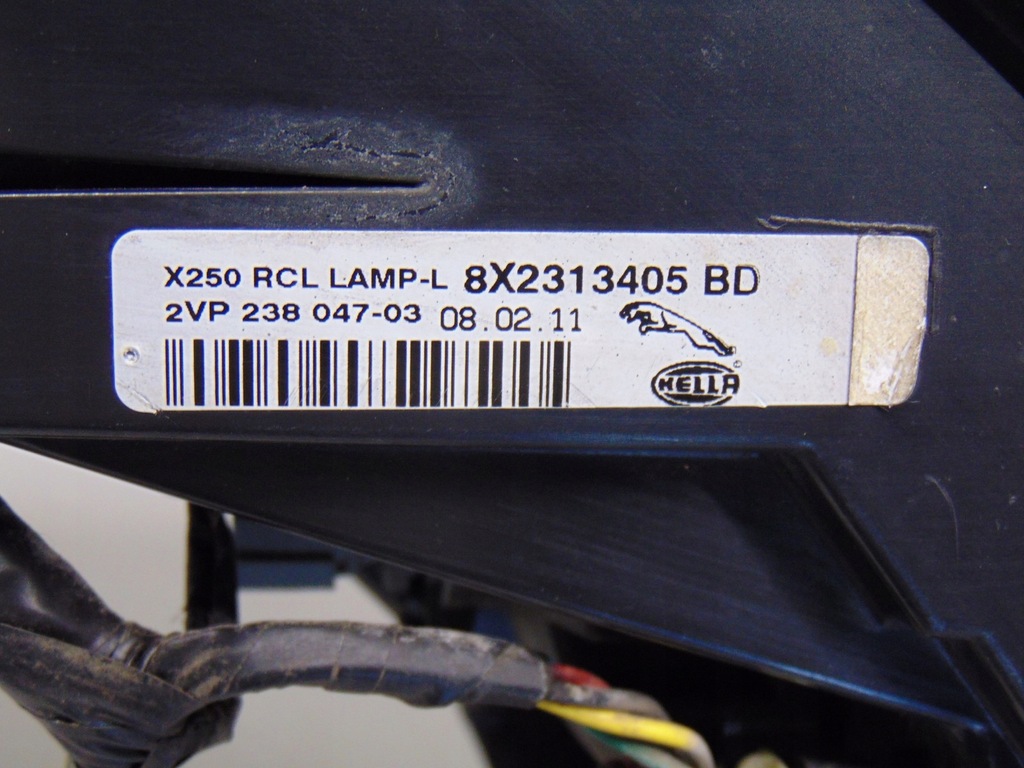 X250 RCL LAMP-L 8X2313405 BD
2VP 238 047-03 08.02.11
HELLA